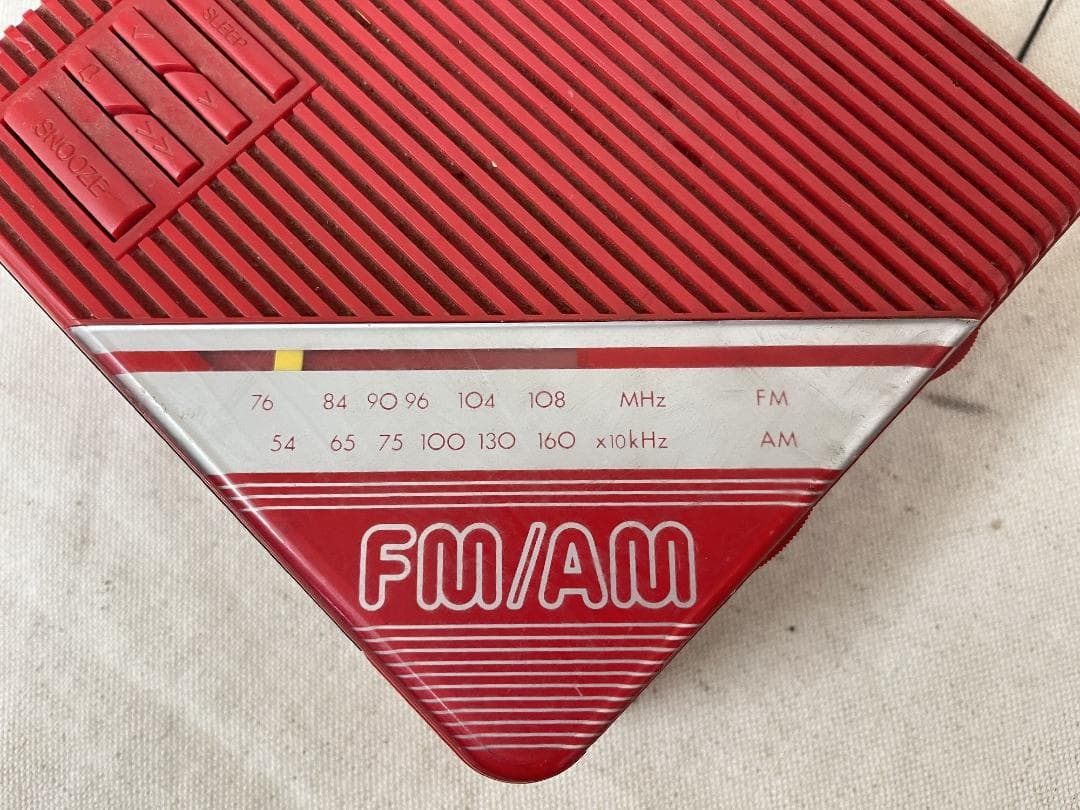 SLEEP
SNOOZE
76 84 90 96 104 108 MHz FM
54 65 75 100 130 160 x10kHz AM
FM/AM